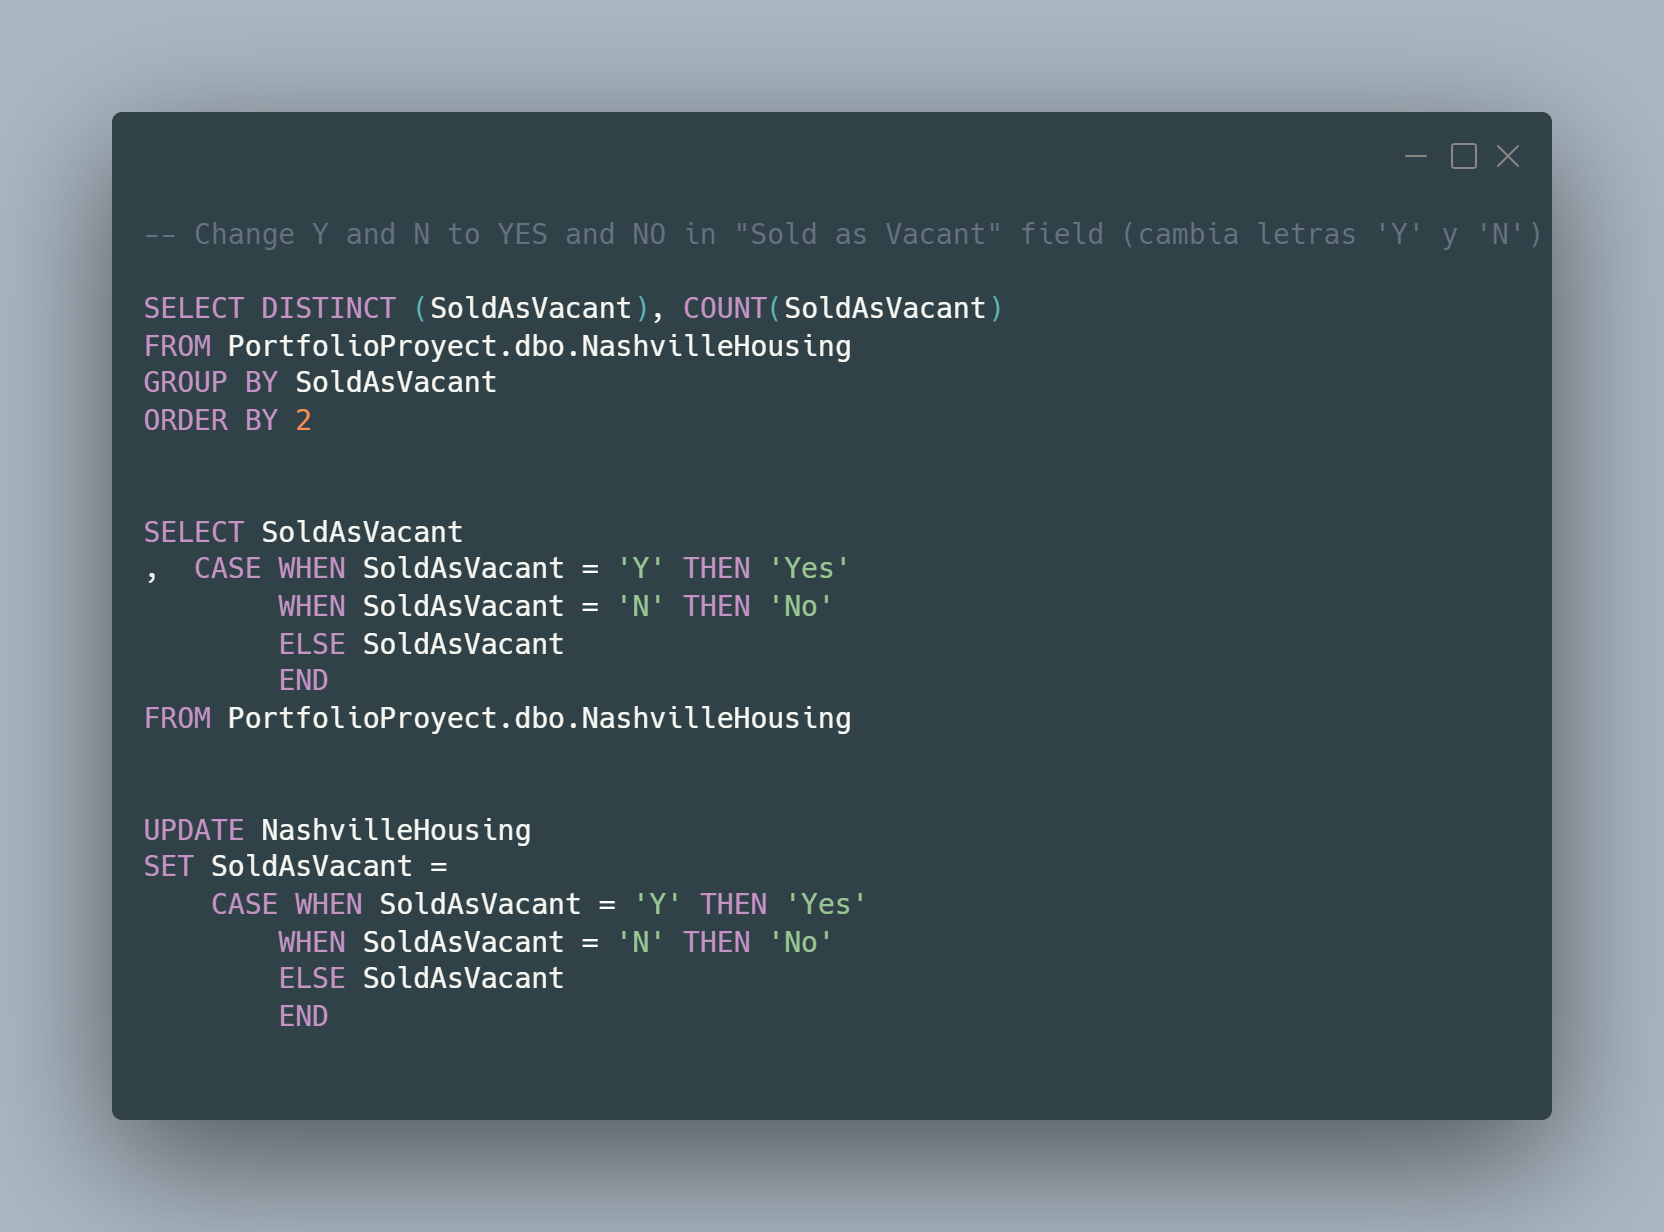 -- Change Y and N to YES and NO in "Sold as Vacant" field (cambia letras 'Y' y 'N')
SELECT DISTINCT (SoldAsVacant), COUNT(SoldAsVacant)
FROM PortfolioProyect.dbo.NashvilleHousing
GROUP BY SoldAsVacant
ORDER BY 2
SELECT SoldAsVacant
,  CASE WHEN SoldAsVacant = 'Y' THEN 'Yes'
        WHEN SoldAsVacant = 'N' THEN 'No'
        ELSE SoldAsVacant
        END
FROM PortfolioProyect.dbo.NashvilleHousing
UPDATE NashvilleHousing
SET SoldAsVacant =
    CASE WHEN SoldAsVacant = 'Y' THEN 'Yes'
        WHEN SoldAsVacant = 'N' THEN 'No'
        ELSE SoldAsVacant
        END